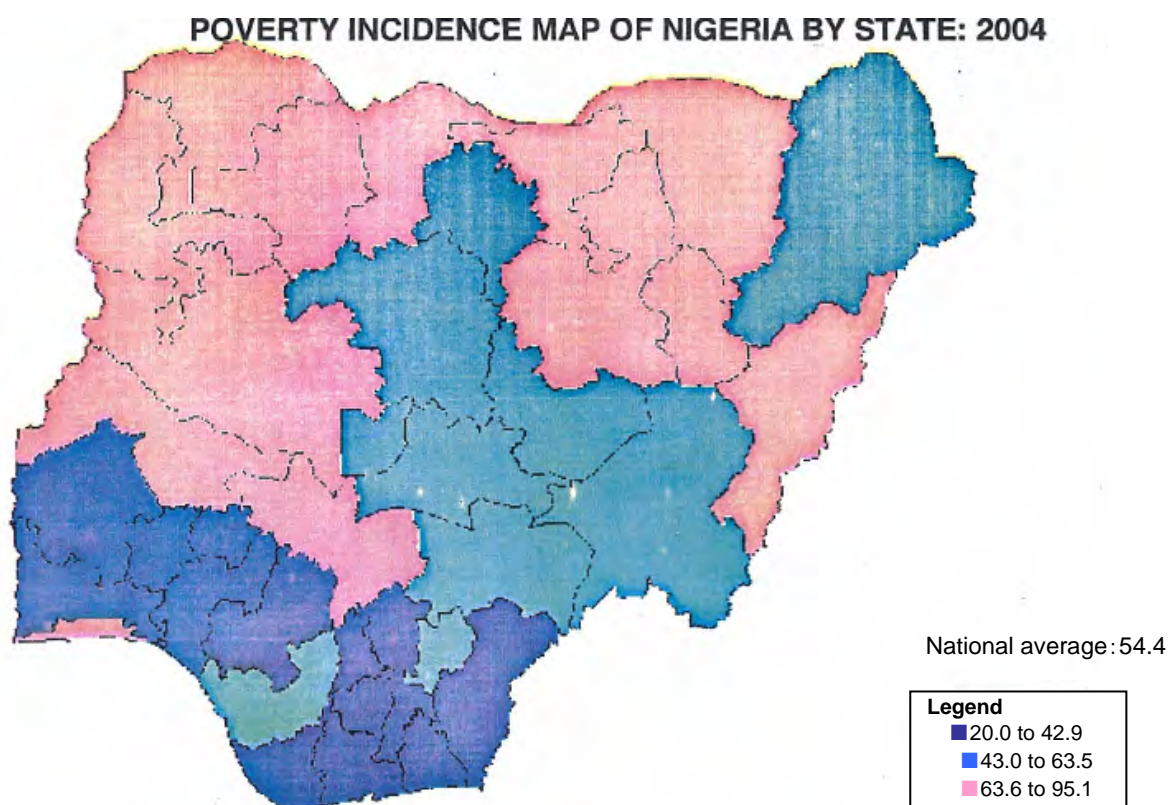 POVERTY INCIDENCE MAP OF NIGERIA BY STATE: 2004
National average:54.4
Legend
20.0 to 42.9
43.0 to 63.5
63.6 to 95.1